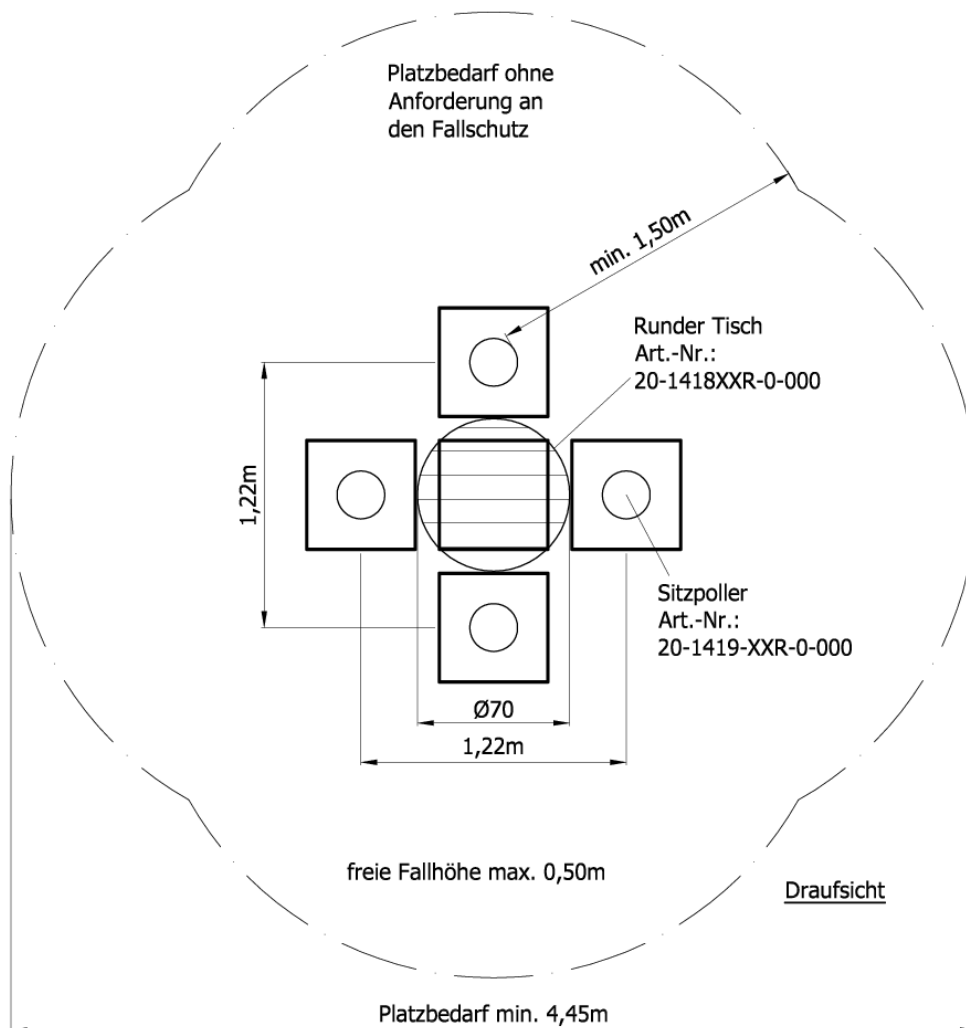 Platzbedarf ohne
Anforderung an
den Fallschutz
min. 1,50m
Runder Tisch
Art.-Nr.:
20-1418XXR-0-000
1,22m
Sitzpoller
Art.-Nr.:
20-1419-XXR-0-000
Ø70
1,22m
freie Fallhöhe max. 0,50m
Draufsicht
Platzbedarf min. 4,45m